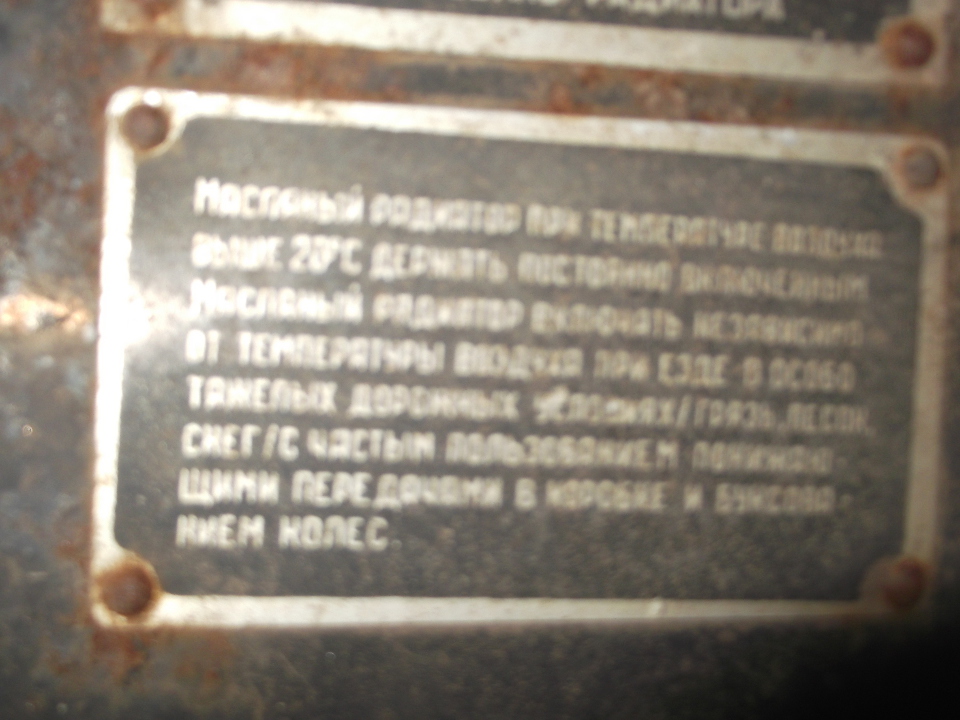 РАДИАТОРА
Масляный радиатор при температуре воздуха
выше 20°С держать постоянно включенным.
Масляный радиатор включать независимо
от температуры воздуха при езде в особо
тяжелых дорожных условиях/грязь, песок,
снег/с частым пользованием понижаю-
щими передачами в коробке и буксова-
нием колес.